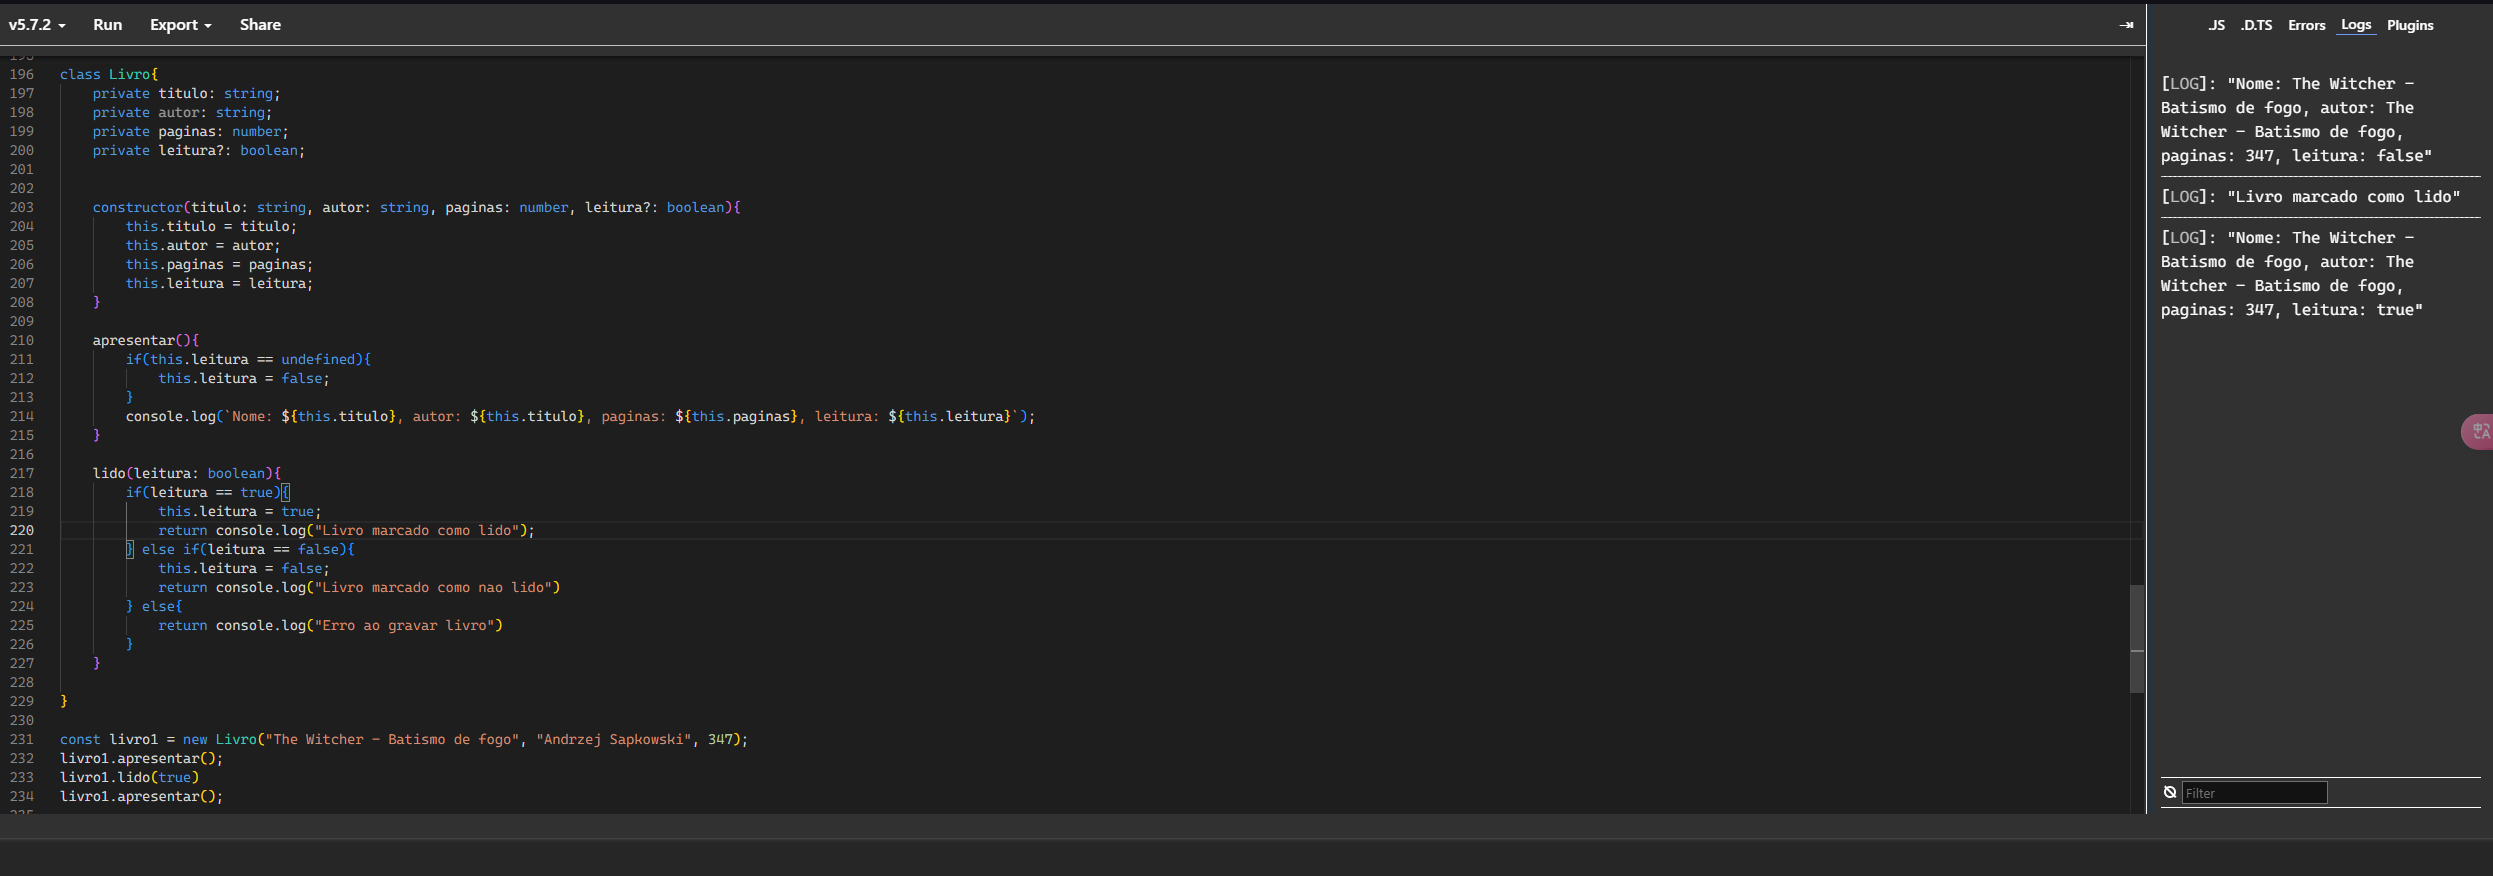 v5.7.2 Run Export Share
.JS .D.TS Errors Logs Plugins
195
196 class Livro{
197     private titulo: string;
198     private autor: string;
199     private paginas: number;
200     private leitura?: boolean;
201
202
203     constructor(titulo: string, autor: string, paginas: number, leitura?: boolean){
204         this.titulo = titulo;
205         this.autor = autor;
206         this.paginas = paginas;
207         this.leitura = leitura;
208     }
209
210     apresentar(){
211         if(this.leitura == undefined){
212             this.leitura = false;
213         }
214         console.log(`Nome: ${this.titulo}, autor: ${this.titulo}, paginas: ${this.paginas}, leitura: ${this.leitura}`);
215     }
216
217     lido(leitura: boolean){
218         if(leitura == true){
219             this.leitura = true;
220             return console.log("Livro marcado como lido");
221         } else if(leitura == false){
222             this.leitura = false;
223             return console.log("Livro marcado como nao lido")
224         } else{
225             return console.log("Erro ao gravar livro")
226         }
227     }
228
229 }
230
231 const livro1 = new Livro("The Witcher - Batismo de fogo", "Andrzej Sapkowski", 347);
232 livro1.apresentar();
233 livro1.lido(true)
234 livro1.apresentar();
235
[LOG]: "Nome: The Witcher -
Batismo de fogo, autor: The
Witcher - Batismo de fogo,
paginas: 347, leitura: false"
[LOG]: "Livro marcado como lido"
[LOG]: "Nome: The Witcher -
Batismo de fogo, autor: The
Witcher - Batismo de fogo,
paginas: 347, leitura: true"
Filter